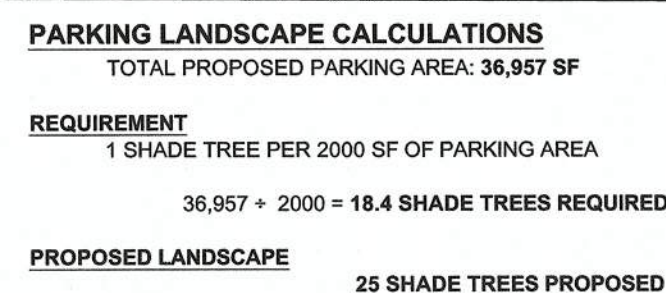 PARKING LANDSCAPE CALCULATIONS
TOTAL PROPOSED PARKING AREA: 36,957 SF
REQUIREMENT
1 SHADE TREE PER 2000 SF OF PARKING AREA
36,957 ÷ 2000 = 18.4 SHADE TREES REQUIRED
PROPOSED LANDSCAPE
25 SHADE TREES PROPOSED